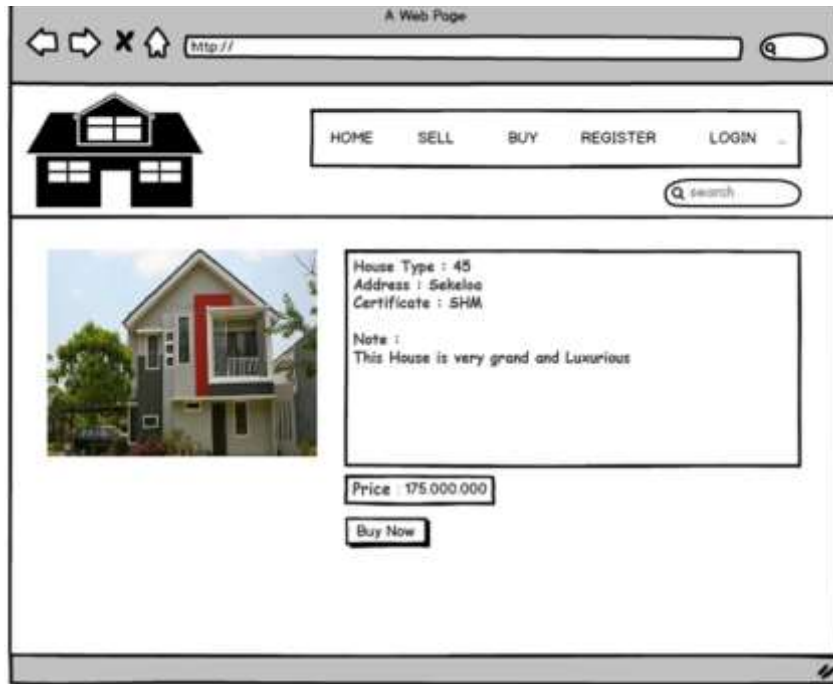 A Web Page
http://
HOME SELL BUY REGISTER LOGIN ...
search
House Type : 45
Address : Sekeloa
Certificate : SHM
Note :
This House is very grand and Luxurious
Price : 175.000.000
Buy Now